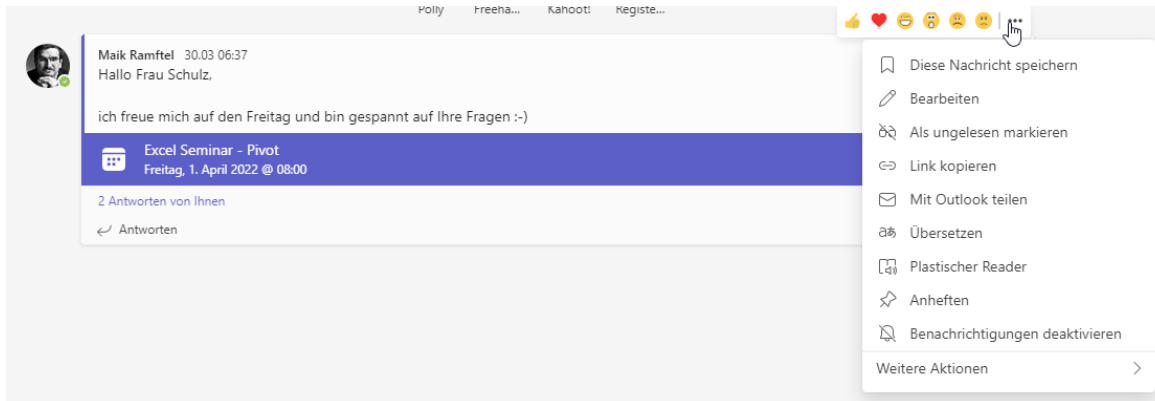 Polly Freeha... Kahoot! Registe...
Maik Ramftel 30.03 06:37
Hallo Frau Schulz,
ich freue mich auf den Freitag und bin gespannt auf Ihre Fragen :-)
Excel Seminar - Pivot
Freitag, 1. April 2022 @ 08:00
2 Antworten von Ihnen
Antworten
Diese Nachricht speichern
Bearbeiten
Als ungelesen markieren
Link kopieren
Mit Outlook teilen
Übersetzen
Plastischer Reader
Anheften
Benachrichtigungen deaktivieren
Weitere Aktionen